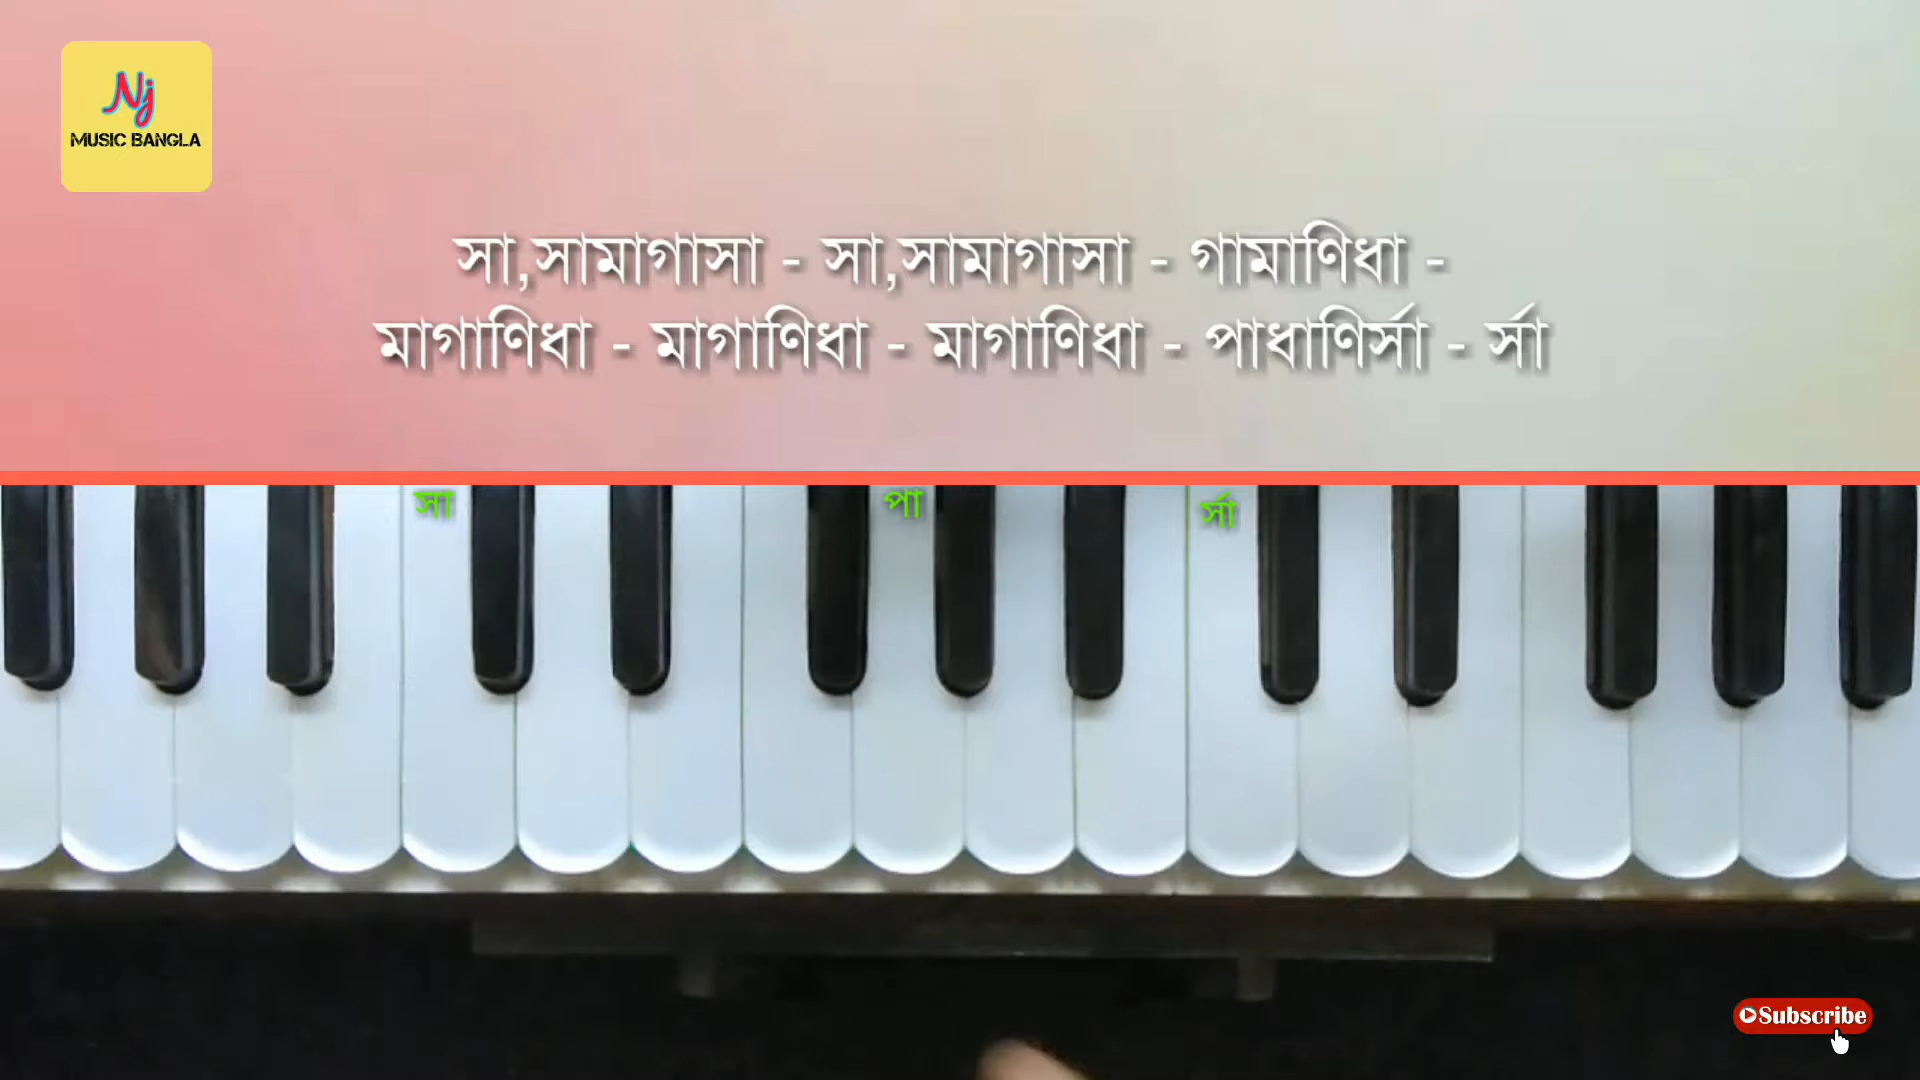 Nj
MUSIC BANGLA
সা,সামাগাসা - সা,সামাগাসা - গামাণিধা -
মাগাণিধা - মাগাণিধা - মাগাণিধা - পাধাণির্সা - র্সা
সা পা র্সা
Subscribe